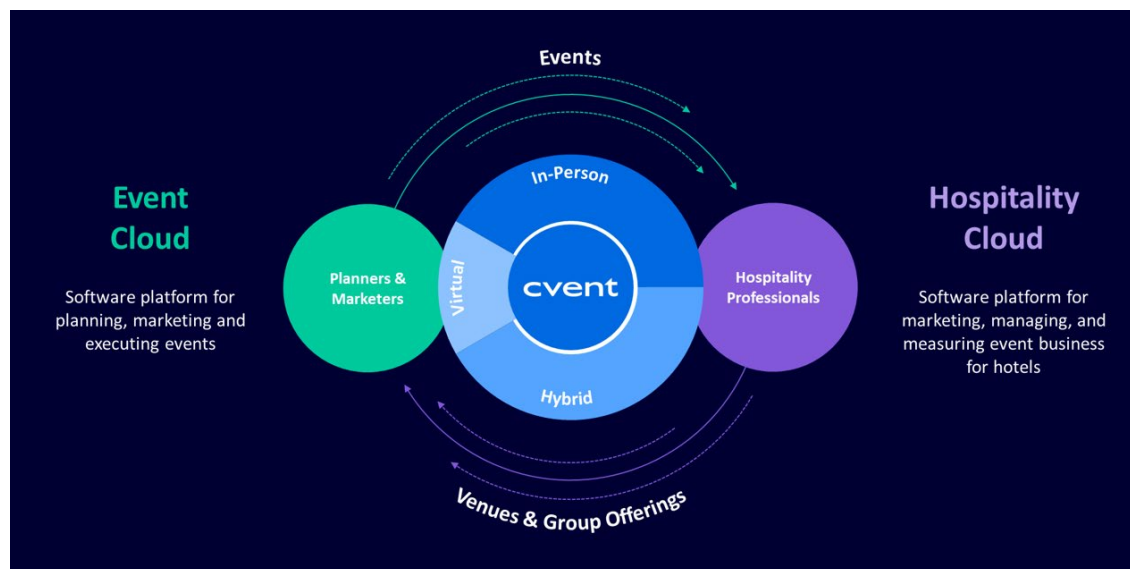 Events
Event
Cloud
Software platform for
planning, marketing and
executing events
Planners &
Marketers
In-Person
Virtual
cvent
Hybrid
Hospitality
Professionals
Hospitality
Cloud
Software platform for
marketing, managing, and
measuring event business
for hotels
Venues & Group Offerings